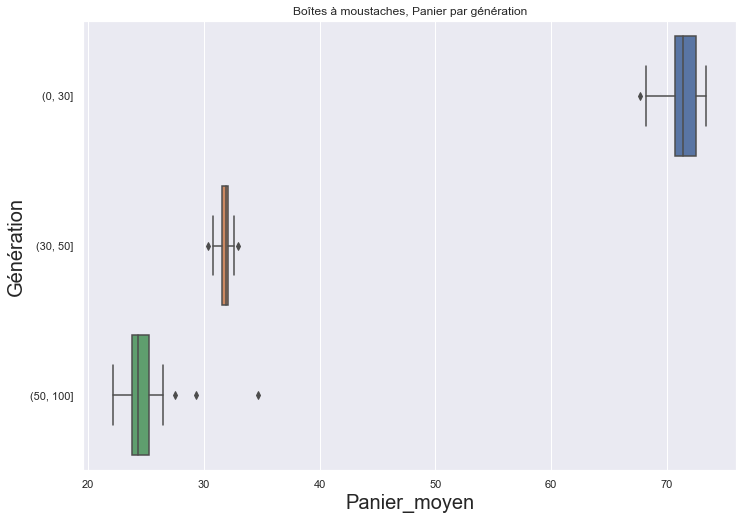 Boîtes à moustaches, Panier par génération
Génération
(0, 30]
(30, 50]
(50, 100]
20 30 40 50 60 70
Panier_moyen